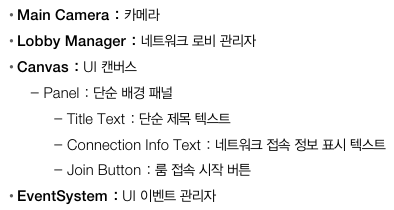 • Main Camera : 카메라
• Lobby Manager : 네트워크 로비 관리자
• Canvas : UI 캔버스
– Panel : 단순 배경 패널
– Title Text : 단순 제목 텍스트
– Connection Info Text : 네트워크 접속 정보 표시 텍스트
– Join Button : 룸 접속 시작 버튼
• EventSystem : UI 이벤트 관리자